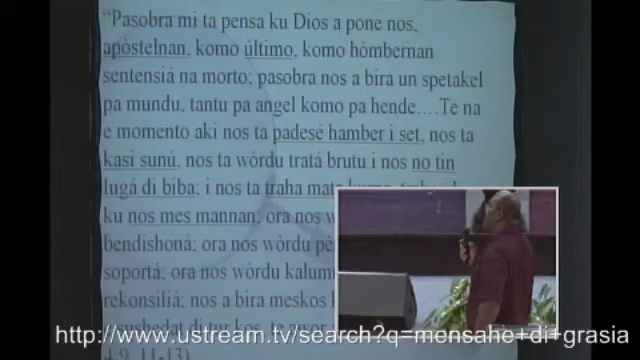 “Pasobra mi ta pensa ku Dios a pone nos,
apòstelnan, komo último, komo hòmbernan
sentensiá na morto; pasobra nos a bira un spetakel
pa mundu, tantu pa angel komo pa hende....Te na
e momento aki nos ta padesé hamber i set, nos ta
kasi sunú, nos ta wòrdu tratá brutu i nos no tin
lugá di biba; i nos ta traha
ku nos mes mannan; ora nos
bendishoná; ora nos wòrdu
soportá; ora nos wòrdu
rekonsiliá; nos a bira meskos
http://www.ustream.tv/search?q=mensahe+di+grasia